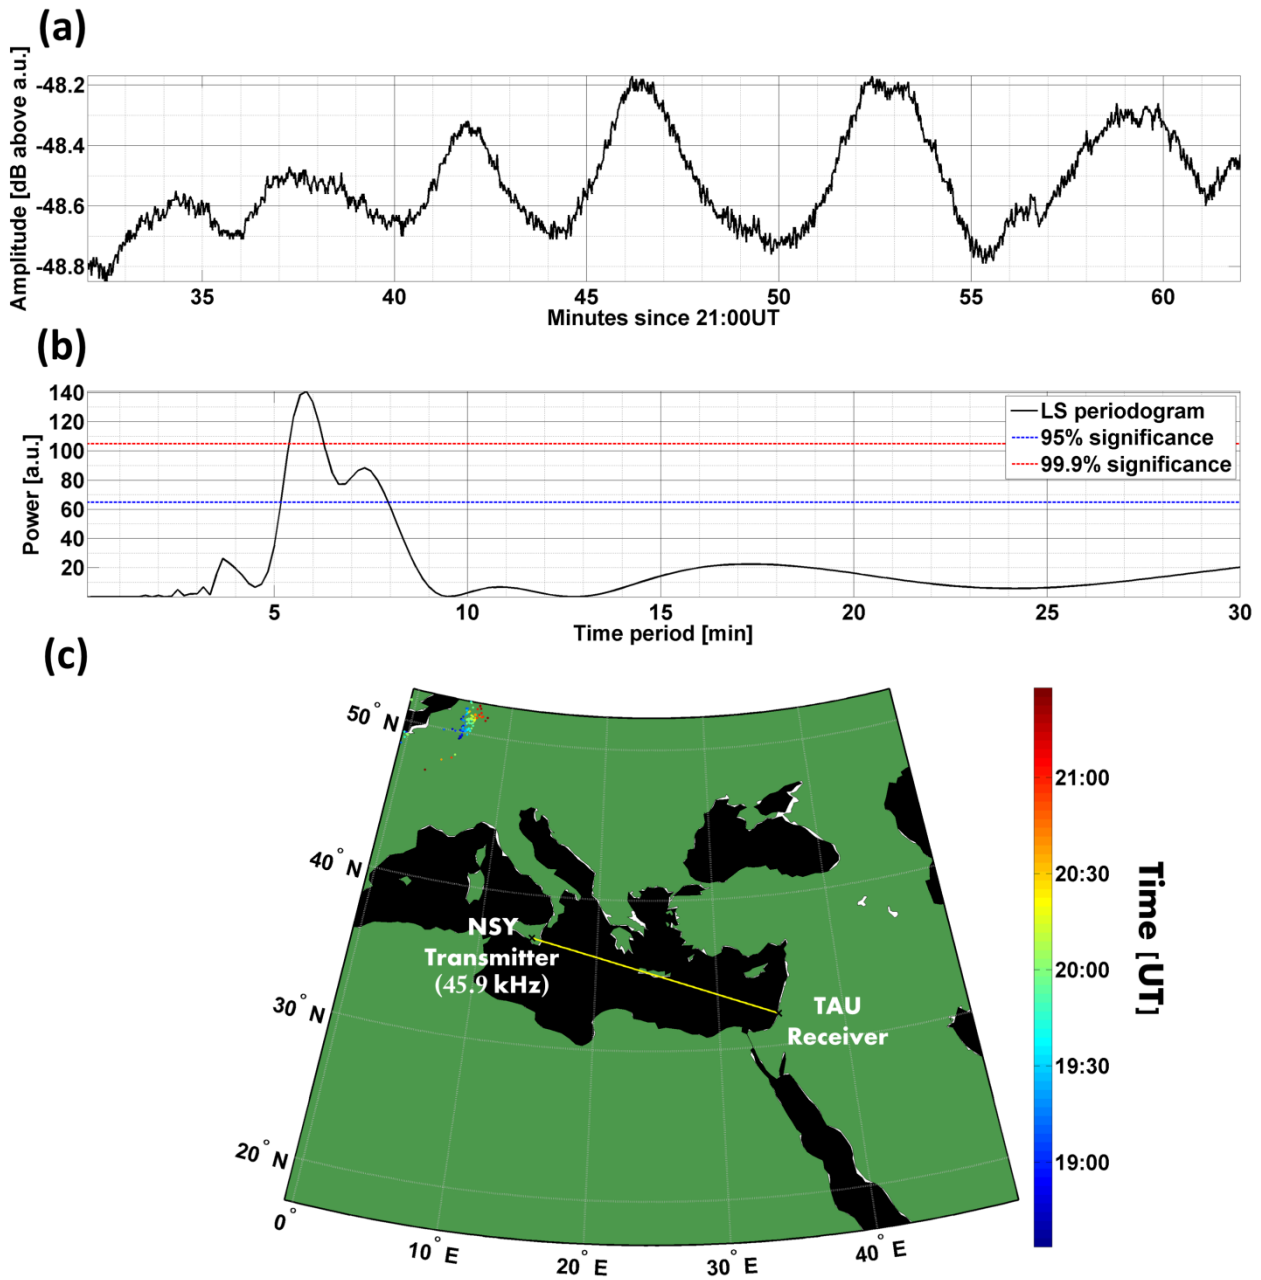 (a)
Amplitude [dB above a.u.]
-48.2
-48.4
-48.6
-48.8
35 40 45 50 55 60
Minutes since 21:00UT
(b)
Power [a.u.]
140
120
100
80
60
40
20
LS periodogram
95% significance
99.9% significance
5 10 15 20 25 30
Time period [min]
(c)
50° N
40° N
30° N
20° N
0°
10° E
20° E
30° E
40° E
NSY
Transmitter
(45.9 kHz)
TAU
Receiver
21:00
20:30
20:00
19:30
19:00
Time [UT]